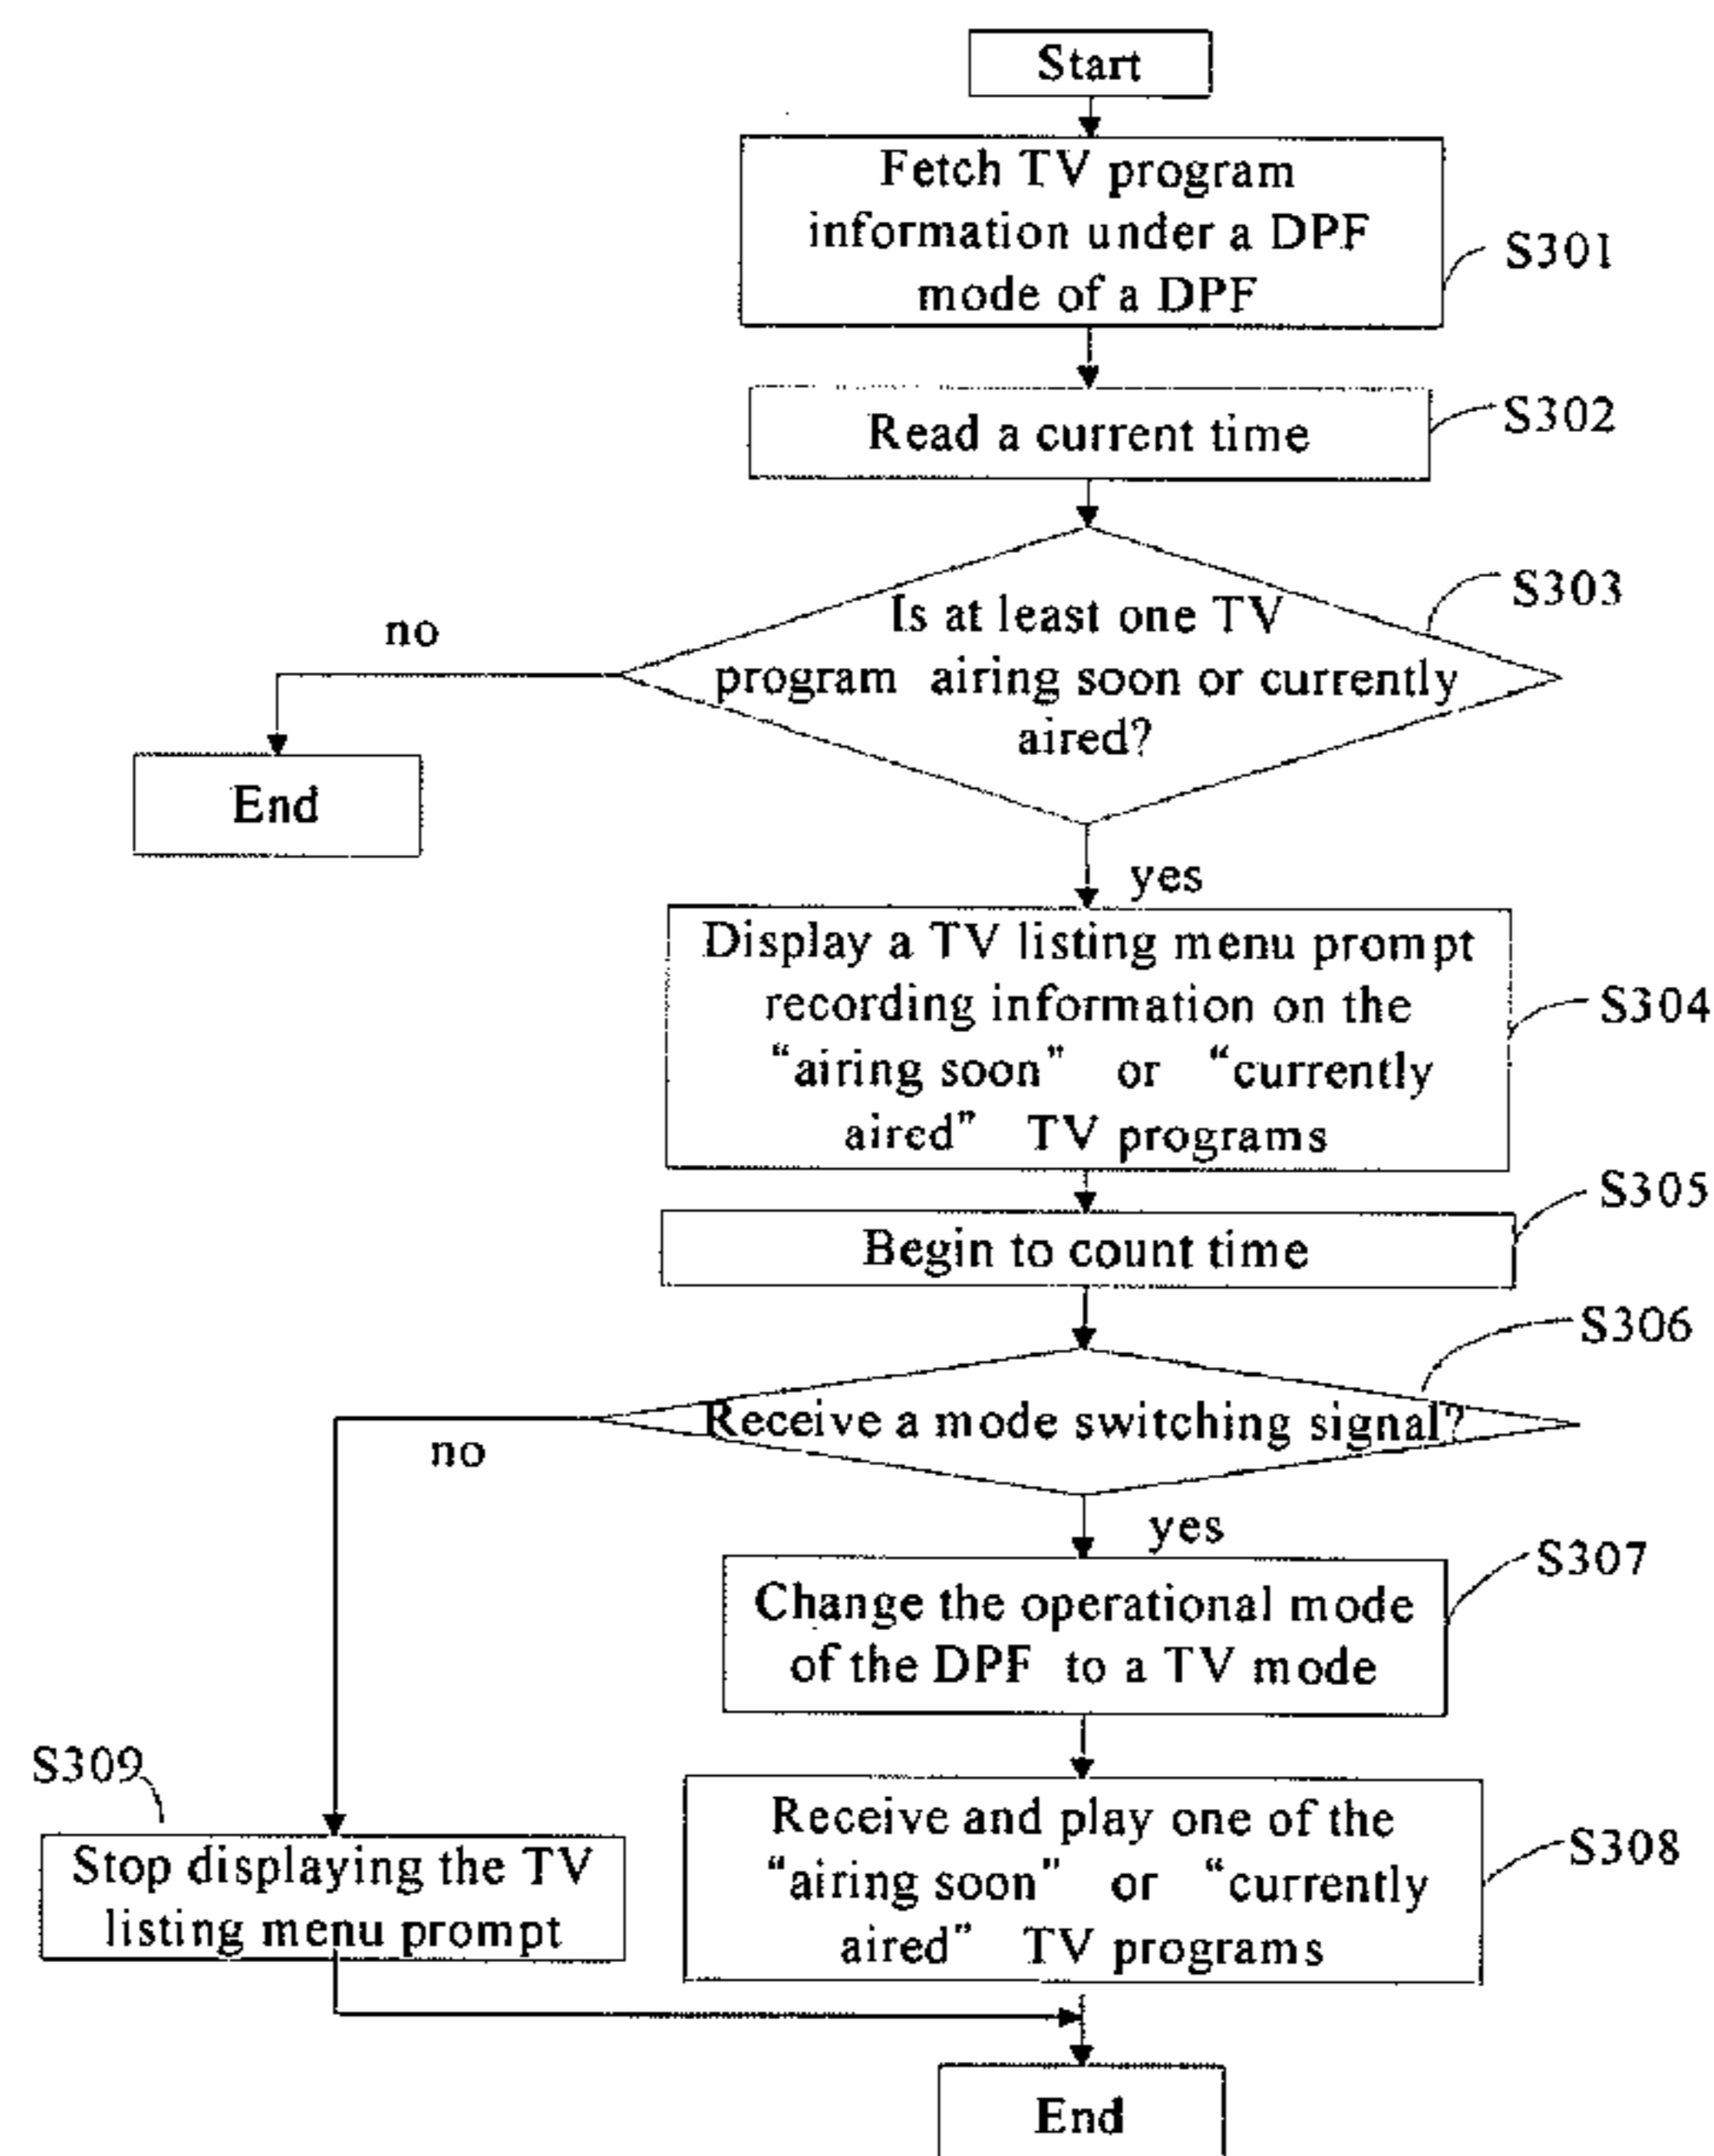 Start
Fetch TV program
information under a DPF
mode of a DPF
S301
Read a current time
S302
Is at least one TV
program airing soon or currently
aired?
S303
no
End
yes
Display a TV listing menu prompt
recording information on the
“airing soon” or “currently
aired” TV programs
S304
Begin to count time
S305
Receive a mode switching signal?
S306
no
yes
Change the operational mode
of the DPF to a TV mode
S307
Receive and play one of the
“airing soon” or “currently
aired” TV programs
S308
S309
Stop displaying the TV
listing menu prompt
End